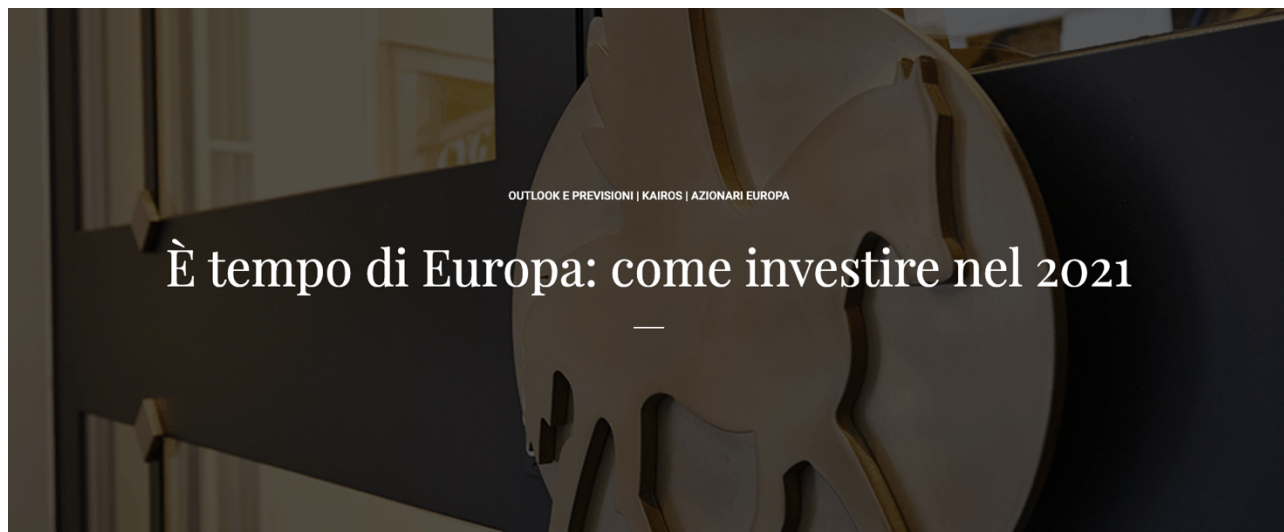 OUTLOOK E PREVISIONI | KAIROS | AZIONARI EUROPA
È tempo di Europa: come investire nel 2021